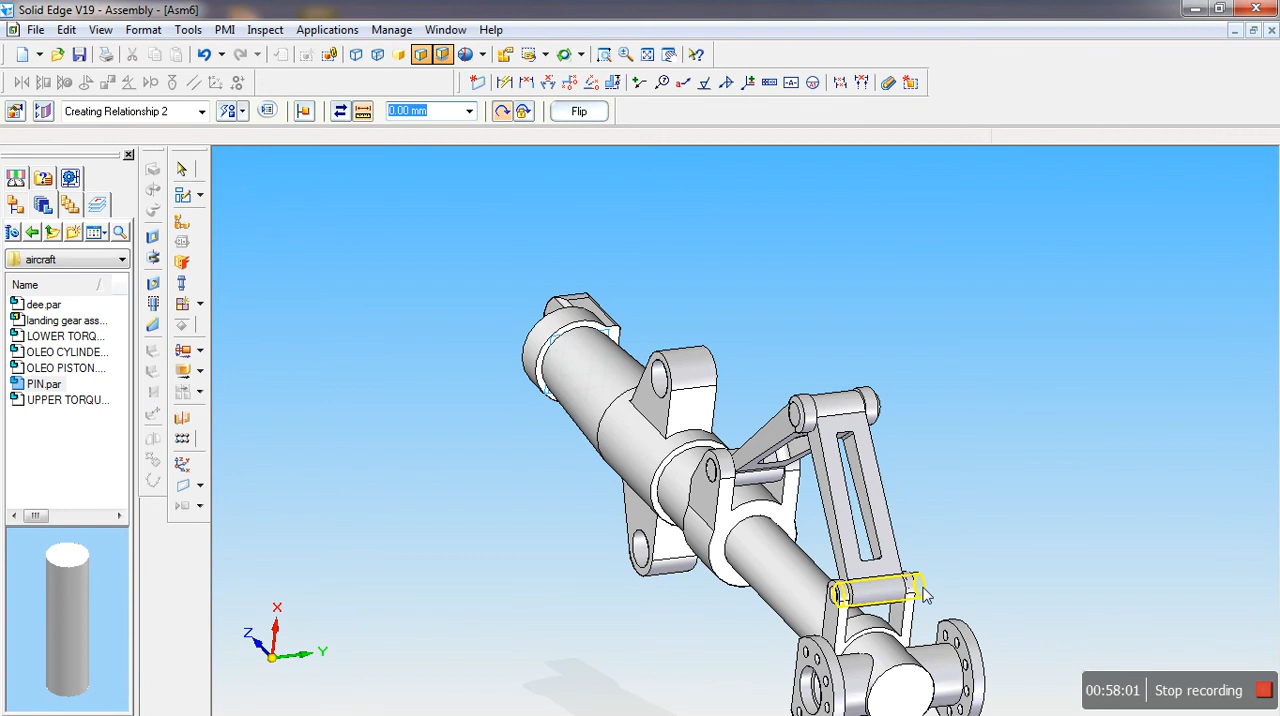 Solid Edge V19 - Assembly - [Asm6]
File Edit View Format Tools PMI Inspect Applications Manage Window Help
Creating Relationship 2
0.00 mm
Flip
aircraft
Name
dee.par
landing gear ass...
LOWER TORQ...
OLEO CYLINDE...
OLEO PISTON....
PIN.par
UPPER TORQU...
X
Z
Y
00:58:01 Stop recording